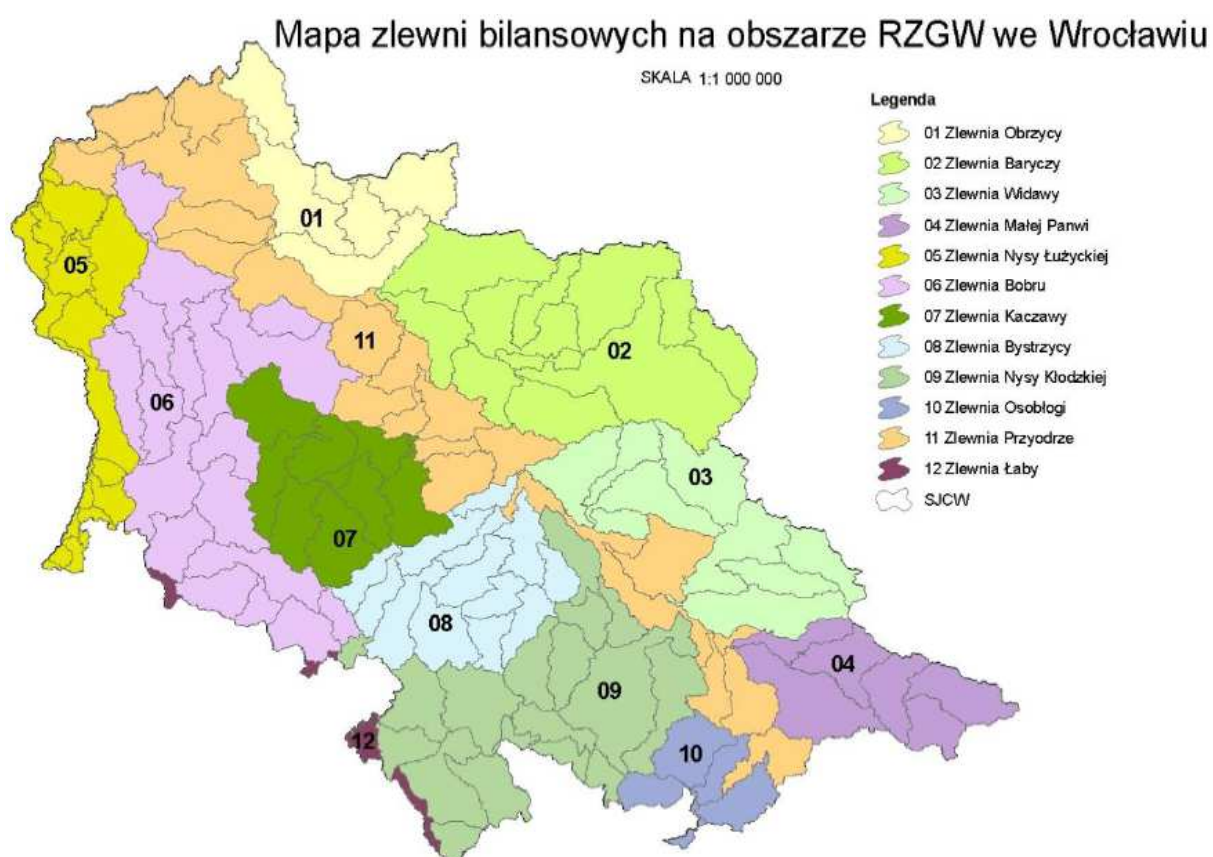 Mapa zlewni bilansowych na obszarze RZGW we Wrocławiu
SKALA 1:1 000 000
Legenda
01 Zlewnia Obrzycy
02 Zlewnia Baryczy
03 Zlewnia Widawy
04 Zlewnia Małej Panwi
05 Zlewnia Nysy Łużyckiej
06 Zlewnia Bobru
07 Zlewnia Kaczawy
08 Zlewnia Bystrzycy
09 Zlewnia Nysy Kłodzkiej
10 Zlewnia Osobłogi
11 Zlewnia Przyodrze
12 Zlewnia Łaby
SJCW
01
05
11
02
06
03
07
08
04
09
12
10